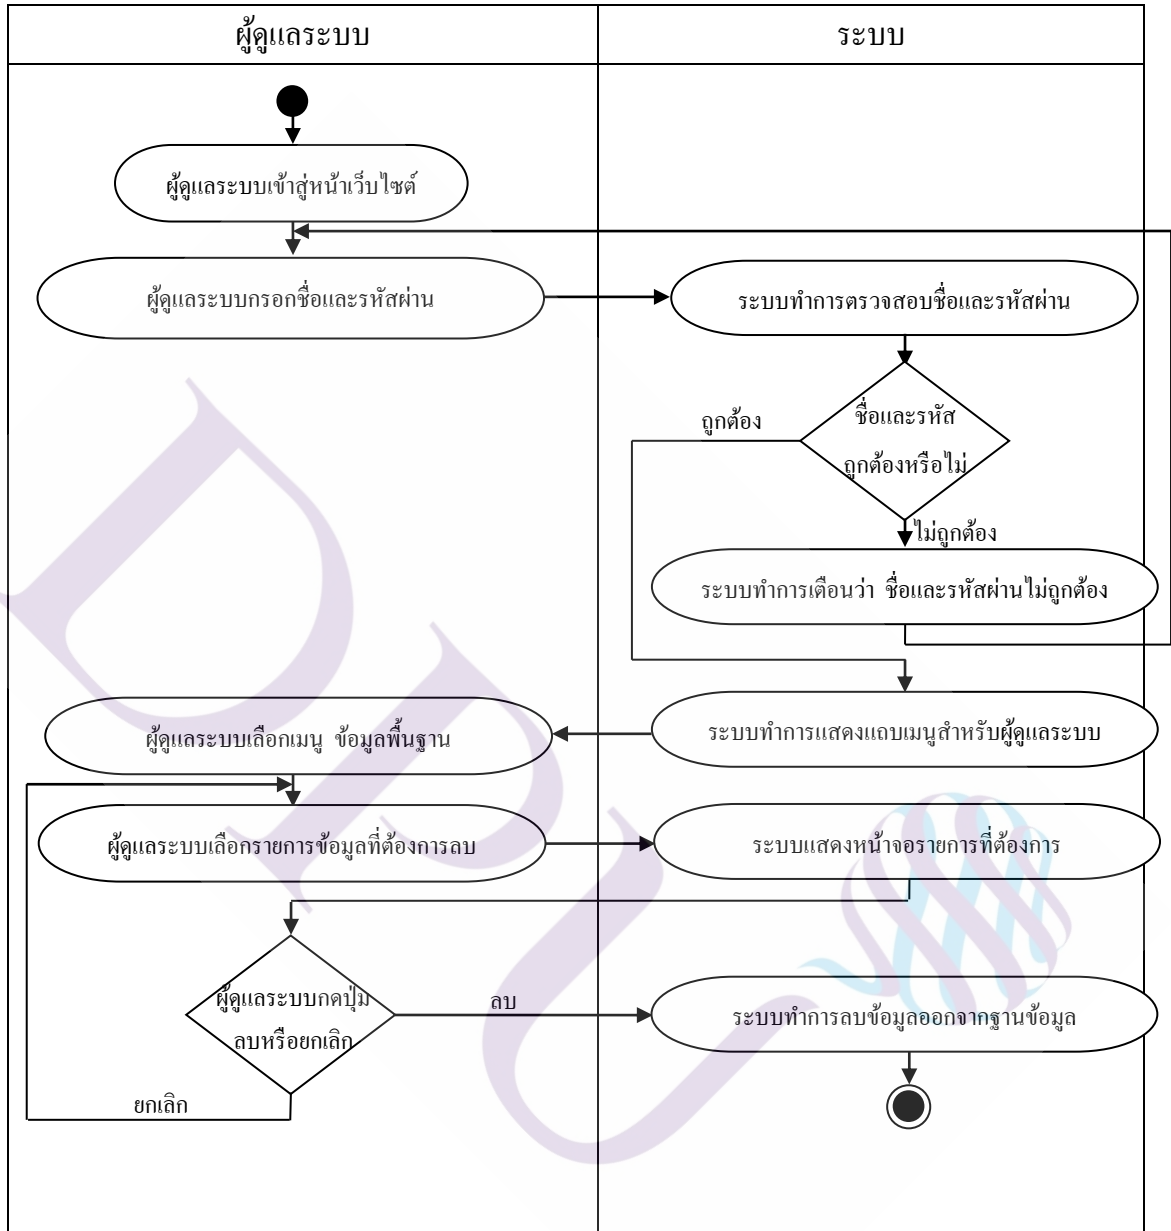 ผู้ดูแลระบบ
ระบบ
ผู้ดูแลระบบเข้าสู่หน้าเว็บไซต์
ผู้ดูแลระบบกรอกชื่อและรหัสผ่าน
ระบบทำการตรวจสอบชื่อและรหัสผ่าน
ถูกต้อง
ชื่อและรหัส
ถูกต้องหรือไม่
ไม่ถูกต้อง
ระบบทำการเตือนว่า ชื่อและรหัสผ่านไม่ถูกต้อง
ระบบทำการแสดงแถบเมนูสำหรับผู้ดูแลระบบ
ผู้ดูแลระบบเลือกเมนู ข้อมูลพื้นฐาน
ผู้ดูแลระบบเลือกรายการข้อมูลที่ต้องการลบ
ระบบแสดงหน้าจอรายการที่ต้องการ
ผู้ดูแลระบบกดปุ่ม
ลบหรือยกเลิก
ลบ
ระบบทำการลบข้อมูลออกจากฐานข้อมูล
ยกเลิก
DPU